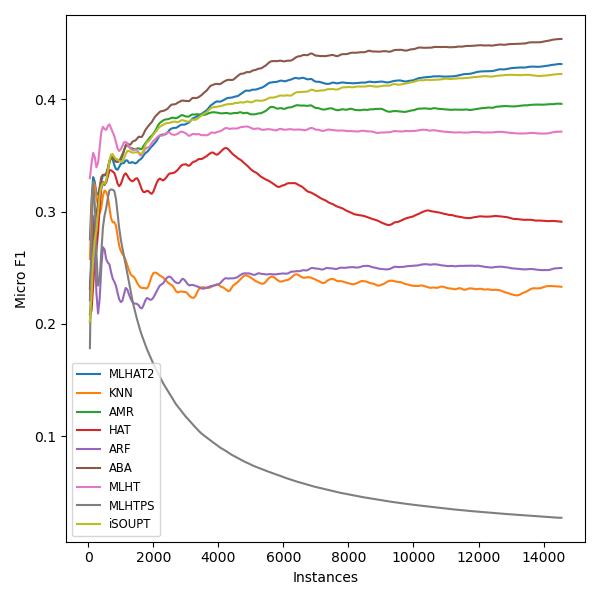 Micro F1
0.4
0.3
0.2
0.1
MLHAT2
KNN
AMR
HAT
ARF
ABA
MLHT
MLHTPS
iSOUPT
0 2000 4000 6000 8000 10000 12000 14000
Instances